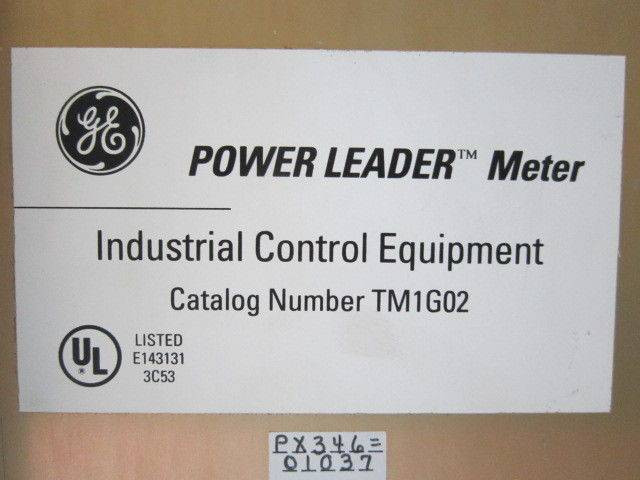 GE
POWER LEADER™ Meter
Industrial Control Equipment
Catalog Number TM1G02
UL®
LISTED
E143131
3C53
PX346=
01037